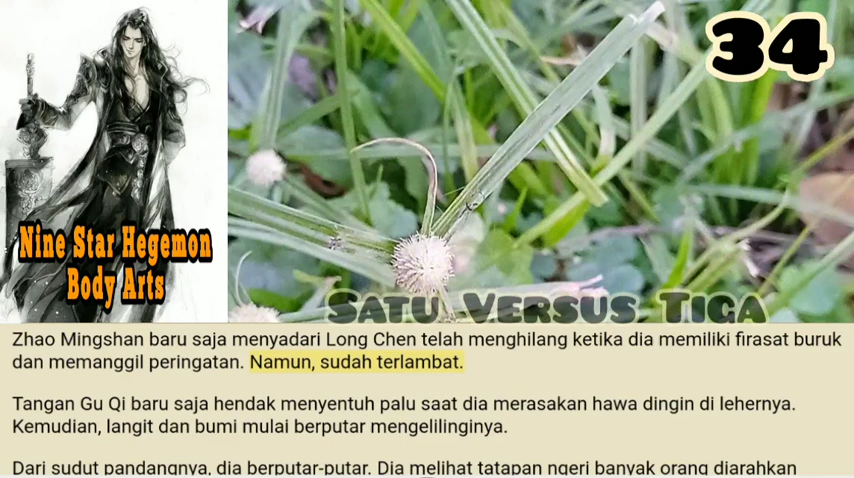 34
Nine Star Hegemon
Body Arts
Satu Versus Tiga
Zhao Mingshan baru saja menyadari Long Chen telah menghilang ketika dia memiliki firasat buruk
dan memanggil peringatan. Namun, sudah terlambat.
Tangan Gu Qi baru saja hendak menyentuh palu saat dia merasakan hawa dingin di lehernya.
Kemudian, langit dan bumi mulai berputar mengelilinginya.
Dari sudut pandangnya, dia berputar-putar. Dia melihat tatapan ngeri banyak orang diarahkan